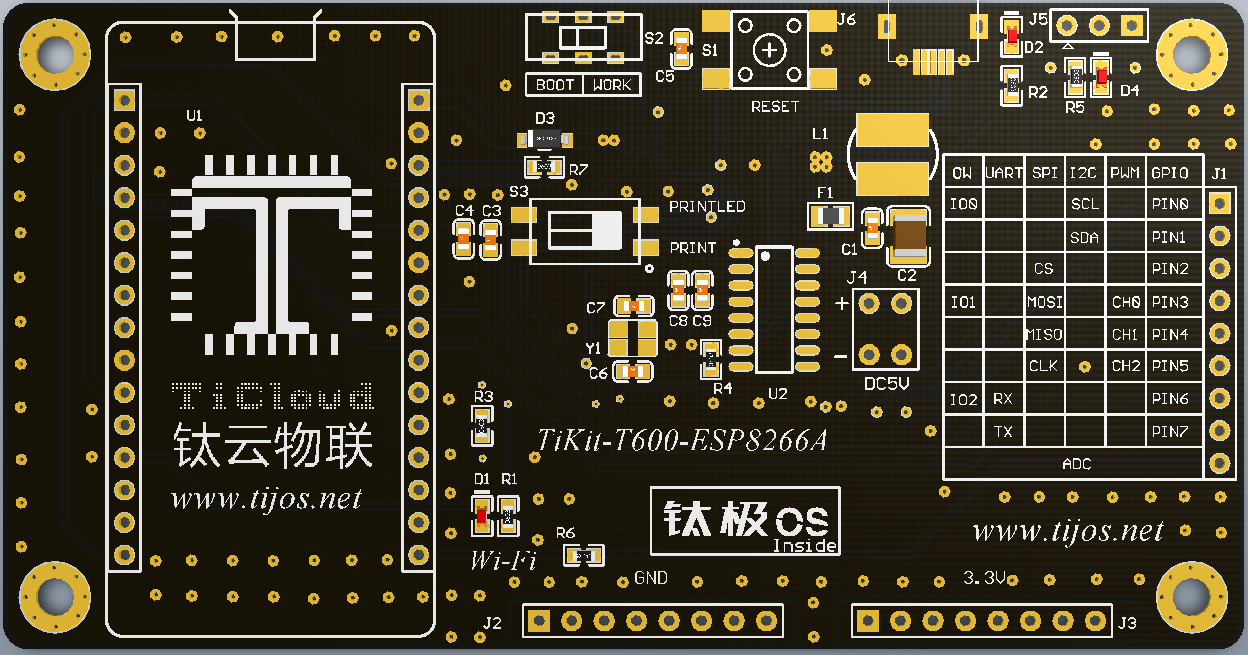 J6
J5
S2
S1
D2
C5
BOOT WORK
R2
R5
D4
RESET
U1
D3
L1
R7
S3
F1
C4 C3
PRINTLED
PRINT
C1
C2
J4
+
-
DC5V
C7
C8 C9
Y1
C6
R4
U2
OW UART SPI I2C PWM GPIO J1
IO0 SCL PIN0
SDA PIN1
CS PIN2
IO1 MOSI CH0 PIN3
MISO CH1 PIN4
CLK CH2 PIN5
IO2 RX PIN6
TX PIN7
ADC
TiCloud
钛云物联
www.tijos.net
R3
TiKit-T600-ESP8266A
D1 R1
钛极OS
Inside
www.tijos.net
R6
Wi-Fi
GND
3.3V
J2
J3